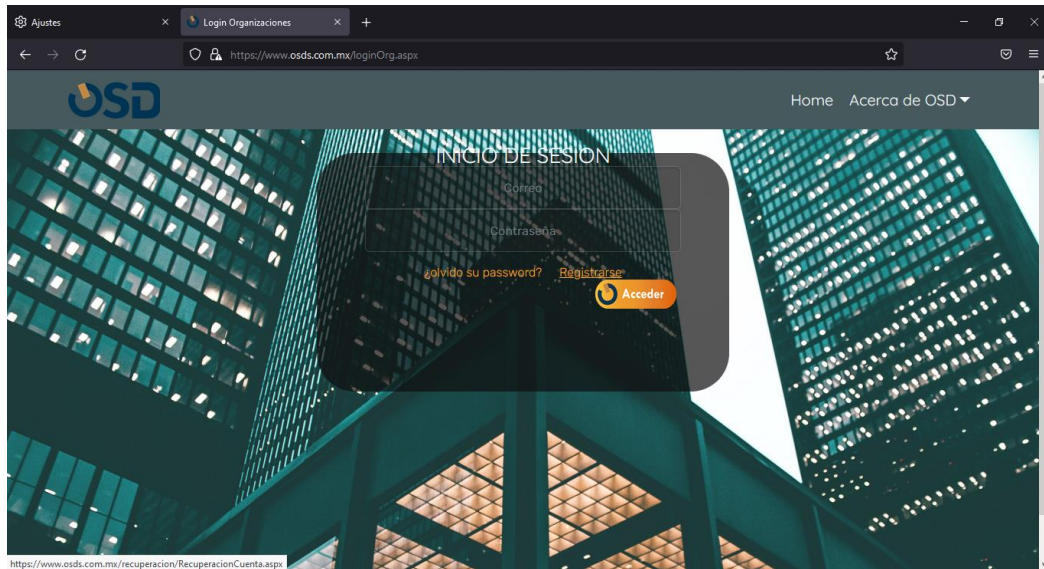 Ajustes
Login Organizaciones
https://www.osds.com.mx/loginOrg.aspx
OSD
Home Acerca de OSD
INICIO DE SESION
Correo
Contraseña
¿olvido su password? Registrarse
Acceder
https://www.osds.com.mx/recuperacion/RecuperacionCuenta.aspx